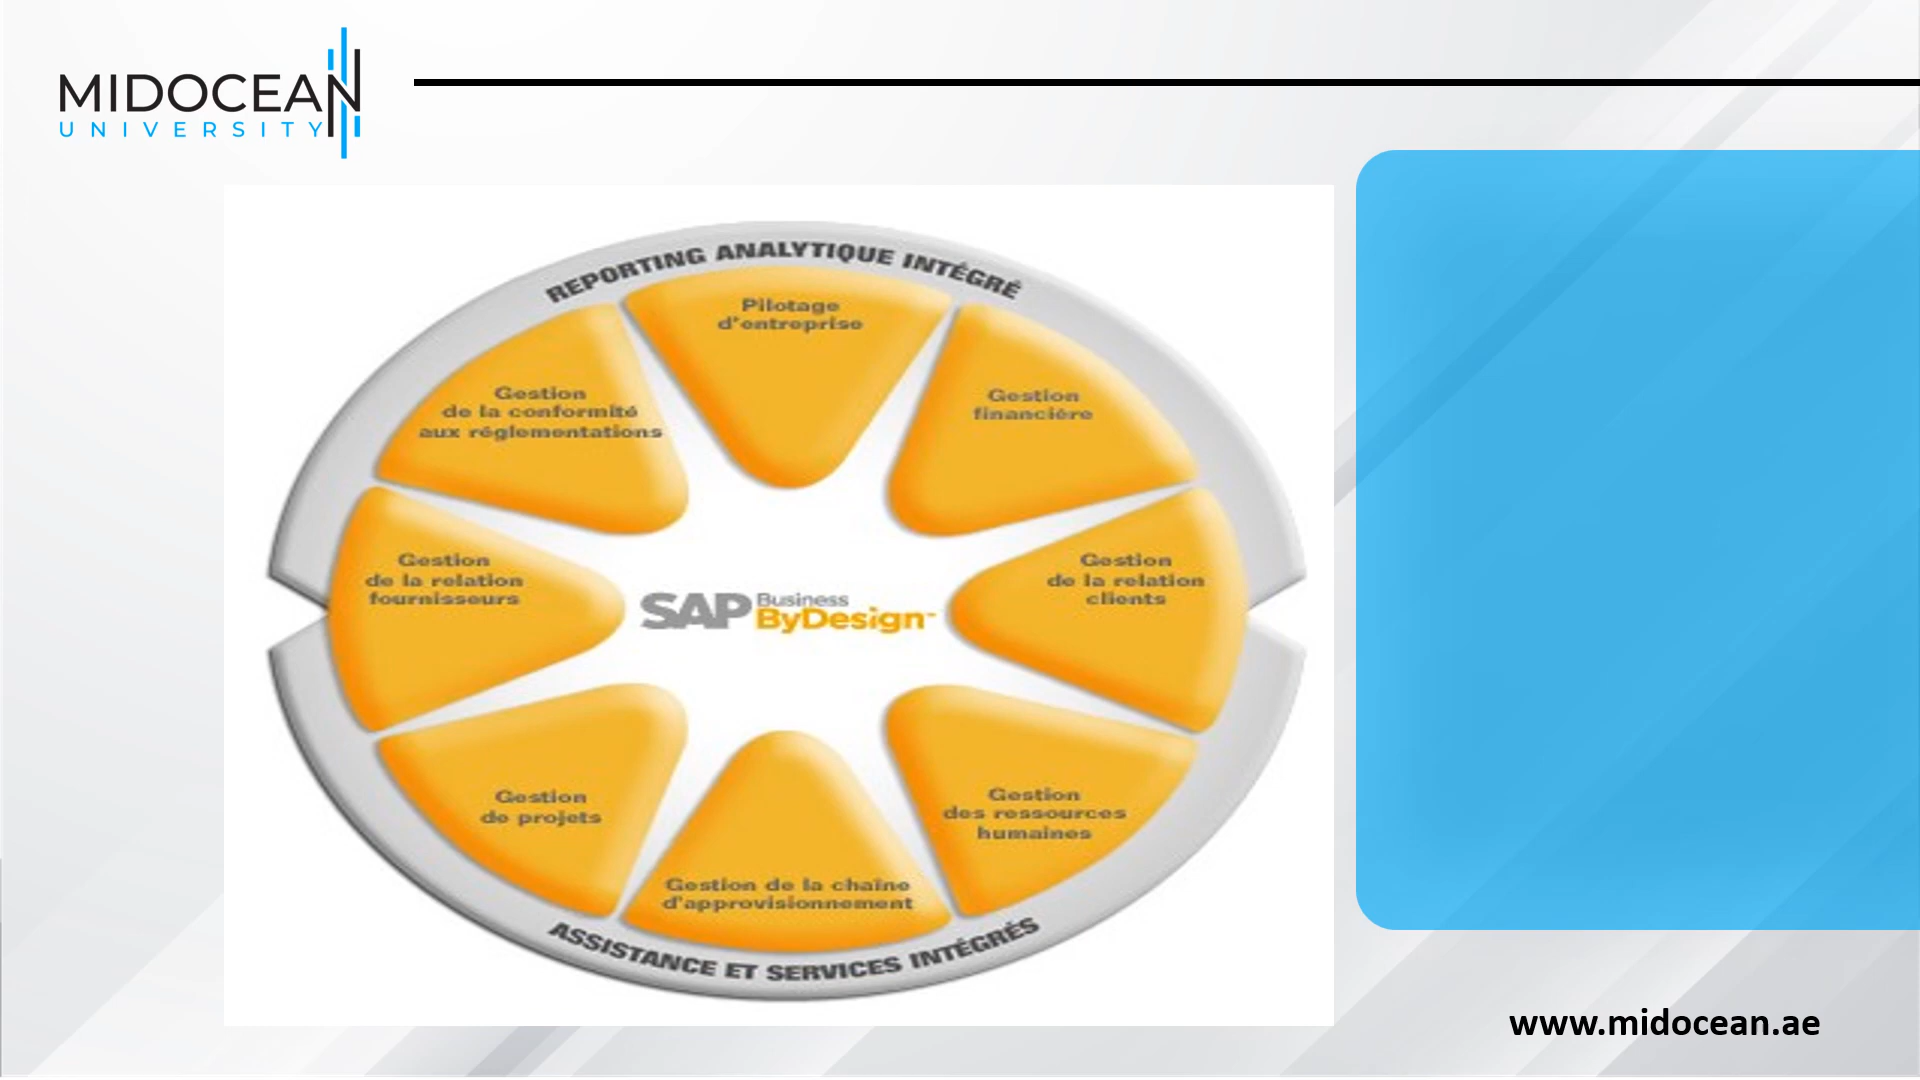 MIDOCEAN
UNIVERSITY
REPORTING ANALYTIQUE INTÉGRÉ
Pilotage
d'entreprise
Gestion
financière
Gestion
de la relation
clients
Gestion
des ressources
humaines
Gestion de la chaîne
d'approvisionnement
Gestion
de projets
Gestion
de la relation
fournisseurs
Gestion
de la conformité
aux réglementations
SAP Business
ByDesign™
ASSISTANCE ET SERVICES INTÉGRÉS
www.midocean.ae